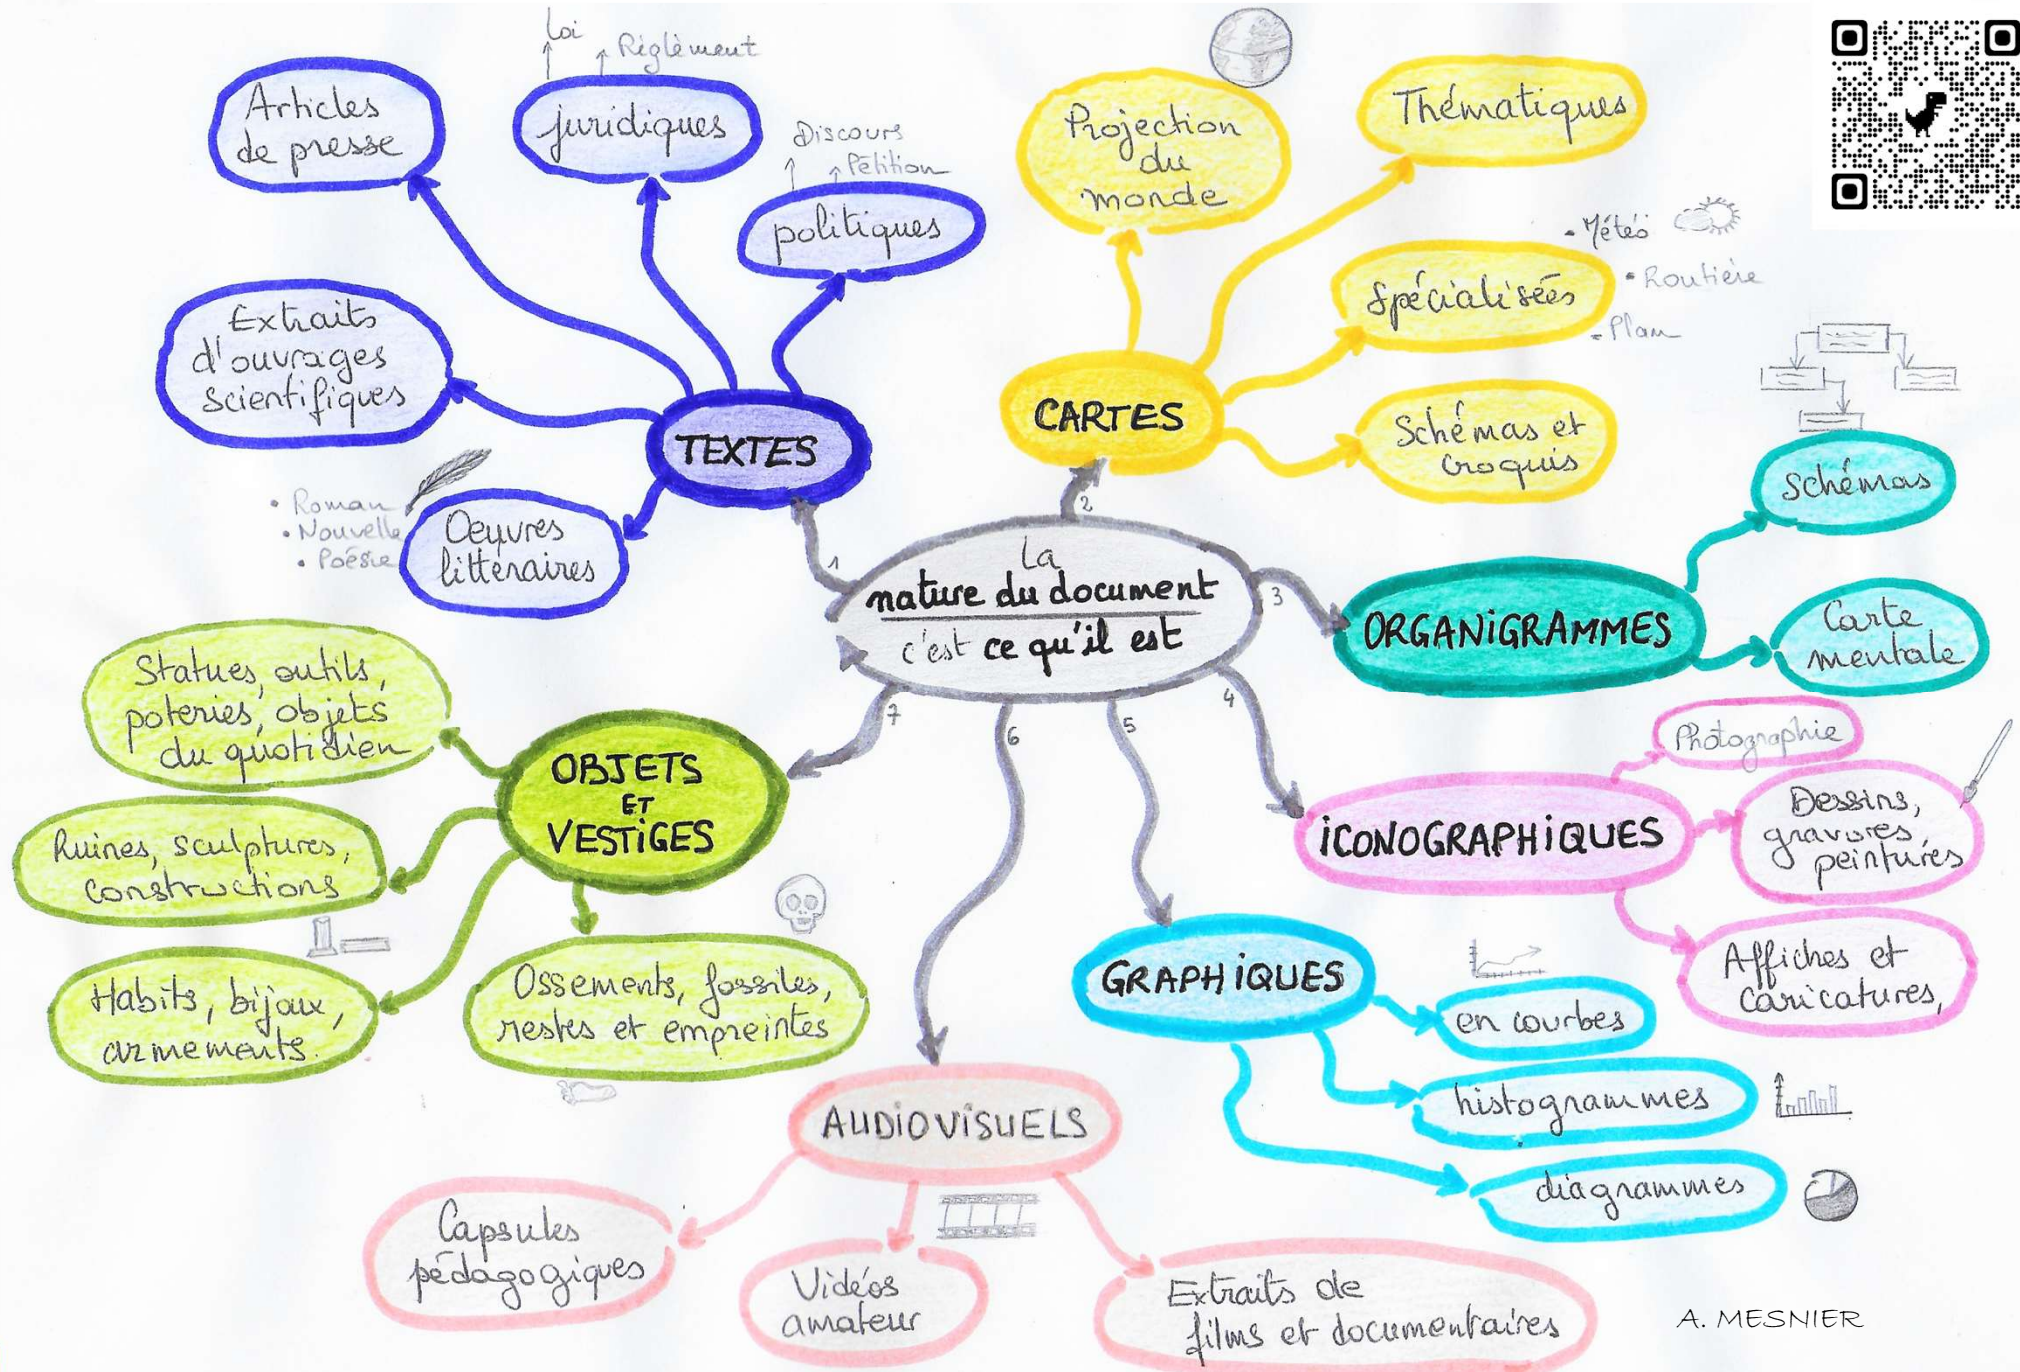 La
nature du document
c'est ce qu'il est
1
TEXTES
Articles
de presse
Loi
Réglèment
juridiques
Discours
Pétition
politiques
Extraits
d'ouvrages
scientifiques
• Roman
• Nouvelle
• Poésie
Oeuvres
littéraires
2
CARTES
Projection
du
monde
Thématiques
Spécialisées
• Météo
• Routière
- Plan
Schémas et
croquis
3
ORGANiGRAMMES
Schémas
Carte
mentale
4
iCONOGRAPHiQUES
Photographie
Dessins,
gravures,
peintures
Affiches et
caricatures,
5
GRAPHiQUES
en courbes
histogrammes
diagrammes
6
AUDiOViSUELS
Capsules
pédagogiques
Vidéos
amateur
Extraits de
films et documentaires
7
OBJETS
ET
VESTiGES
Statues, outils,
poteries, objets
du quotidien
Ruines, sculptures,
constructions
Habits, bijoux,
armements.
Ossements, fossiles,
restes et empreintes
A. MESNIER